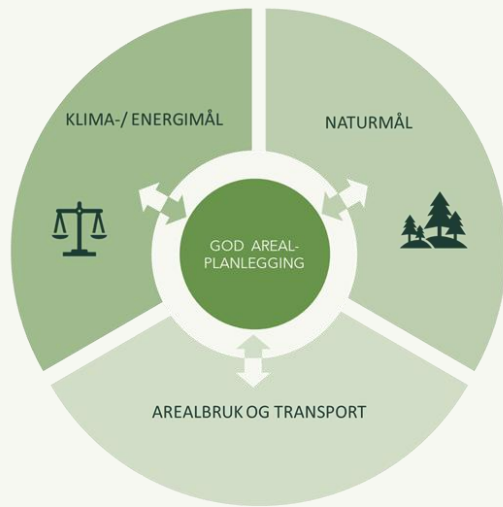 KLIMA-/ ENERGIMÅL
NATURMÅL
GOD AREAL-
PLANLEGGING
AREALBRUK OG TRANSPORT